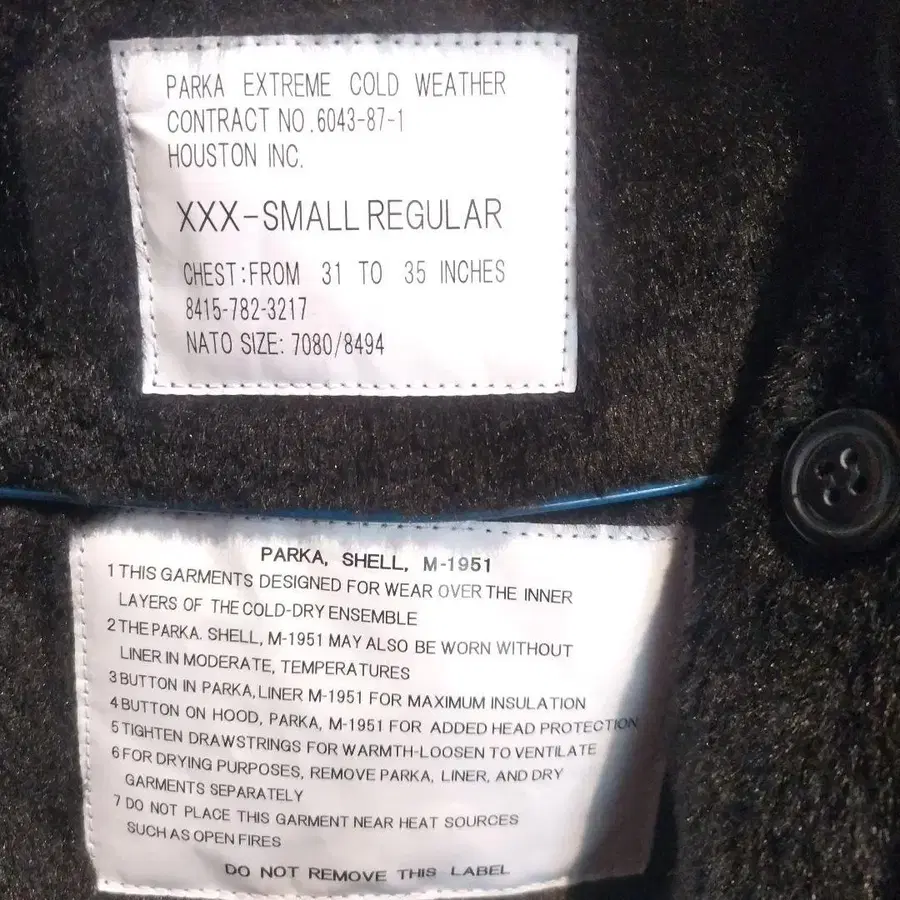 PARKA EXTREME COLD WEATHER
CONTRACT NO.6043-87-1
HOUSTON INC.
XXX-SMALL REGULAR
CHEST:FROM 31 TO 35 INCHES
8415-782-3217
NATO SIZE: 7080/8494
PARKA, SHELL, M-1951
1 THIS GARMENTS DESIGNED FOR WEAR OVER THE INNER
LAYERS OF THE COLD-DRY ENSEMBLE
2 THE PARKA. SHELL, M-1951 MAY ALSO BE WORN WITHOUT
LINER IN MODERATE, TEMPERATURES
3 BUTTON IN PARKA, LINER M-1951 FOR MAXIMUM INSULATION
4 BUTTON ON HOOD, PARKA, M-1951 FOR ADDED HEAD PROTECTION
5 TIGHTEN DRAWSTRINGS FOR WARMTH-LOOSEN TO VENTILATE
6 FOR DRYING PURPOSES, REMOVE PARKA, LINER, AND DRY
GARMENTS SEPARATELY
7 DO NOT PLACE THIS GARMENT NEAR HEAT SOURCES
SUCH AS OPEN FIRES
DO NOT REMOVE THIS LABEL